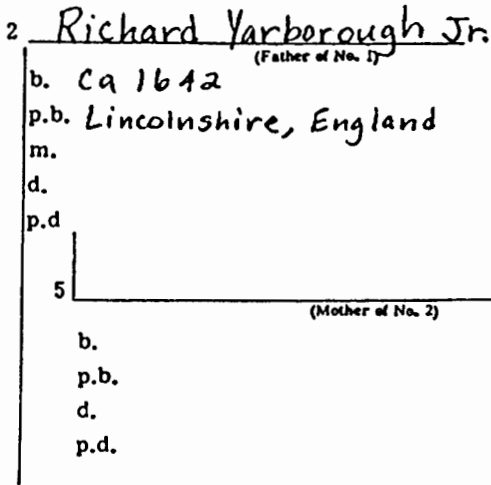 2 Richard Yarborough Jr.
(Father of No. 1)
b. Ca 1642
p.b. Lincolnshire, England
m.
d.
p.d
5
(Mother of No. 2)
b.
p.b.
d.
p.d.